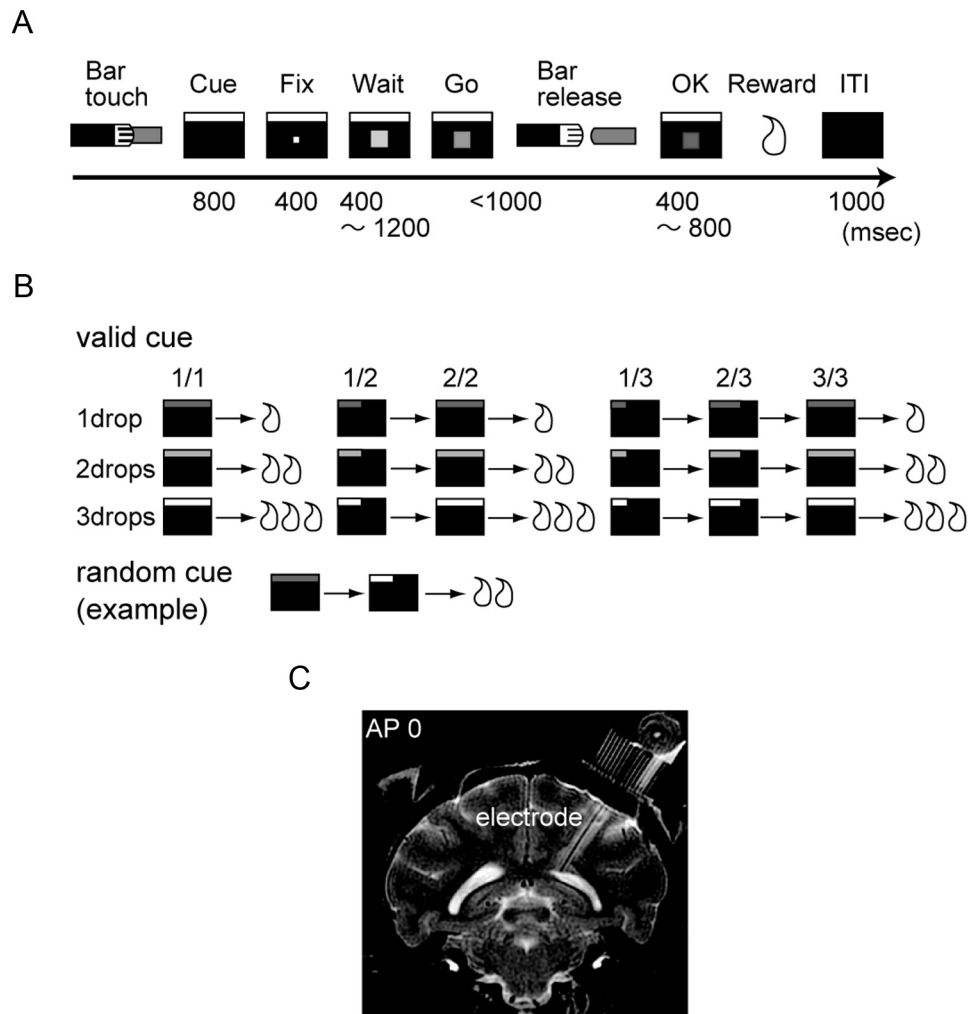 A
Bar touch Cue Fix Wait Go Bar release OK Reward ITI
800 400 400 ～ 1200 <1000 400 ～ 800 1000 (msec)
B
valid cue
1/1 1/2 2/2 1/3 2/3 3/3
1drop
2drops
3drops
random cue
(example)
C
AP 0
electrode